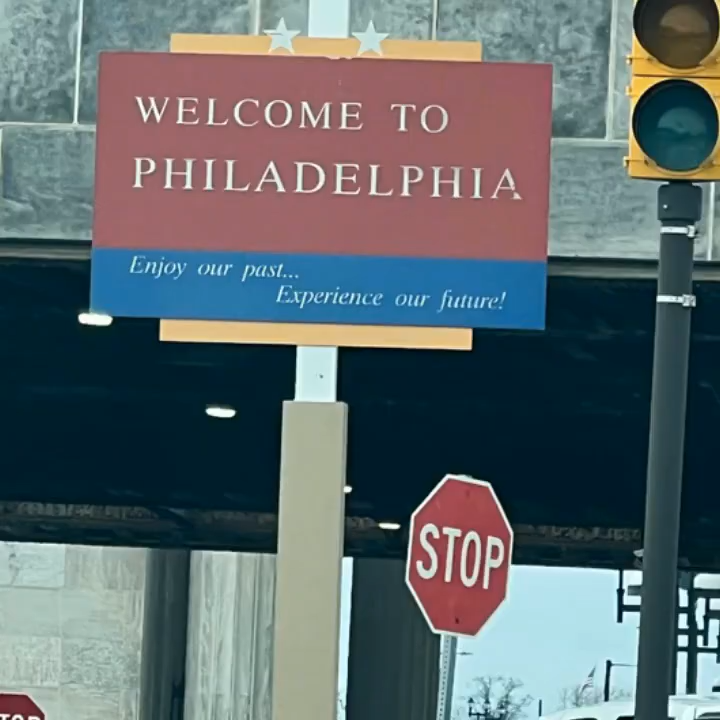 WELCOME TO
PHILADELPHIA
Enjoy our past...
Experience our future!
STOP